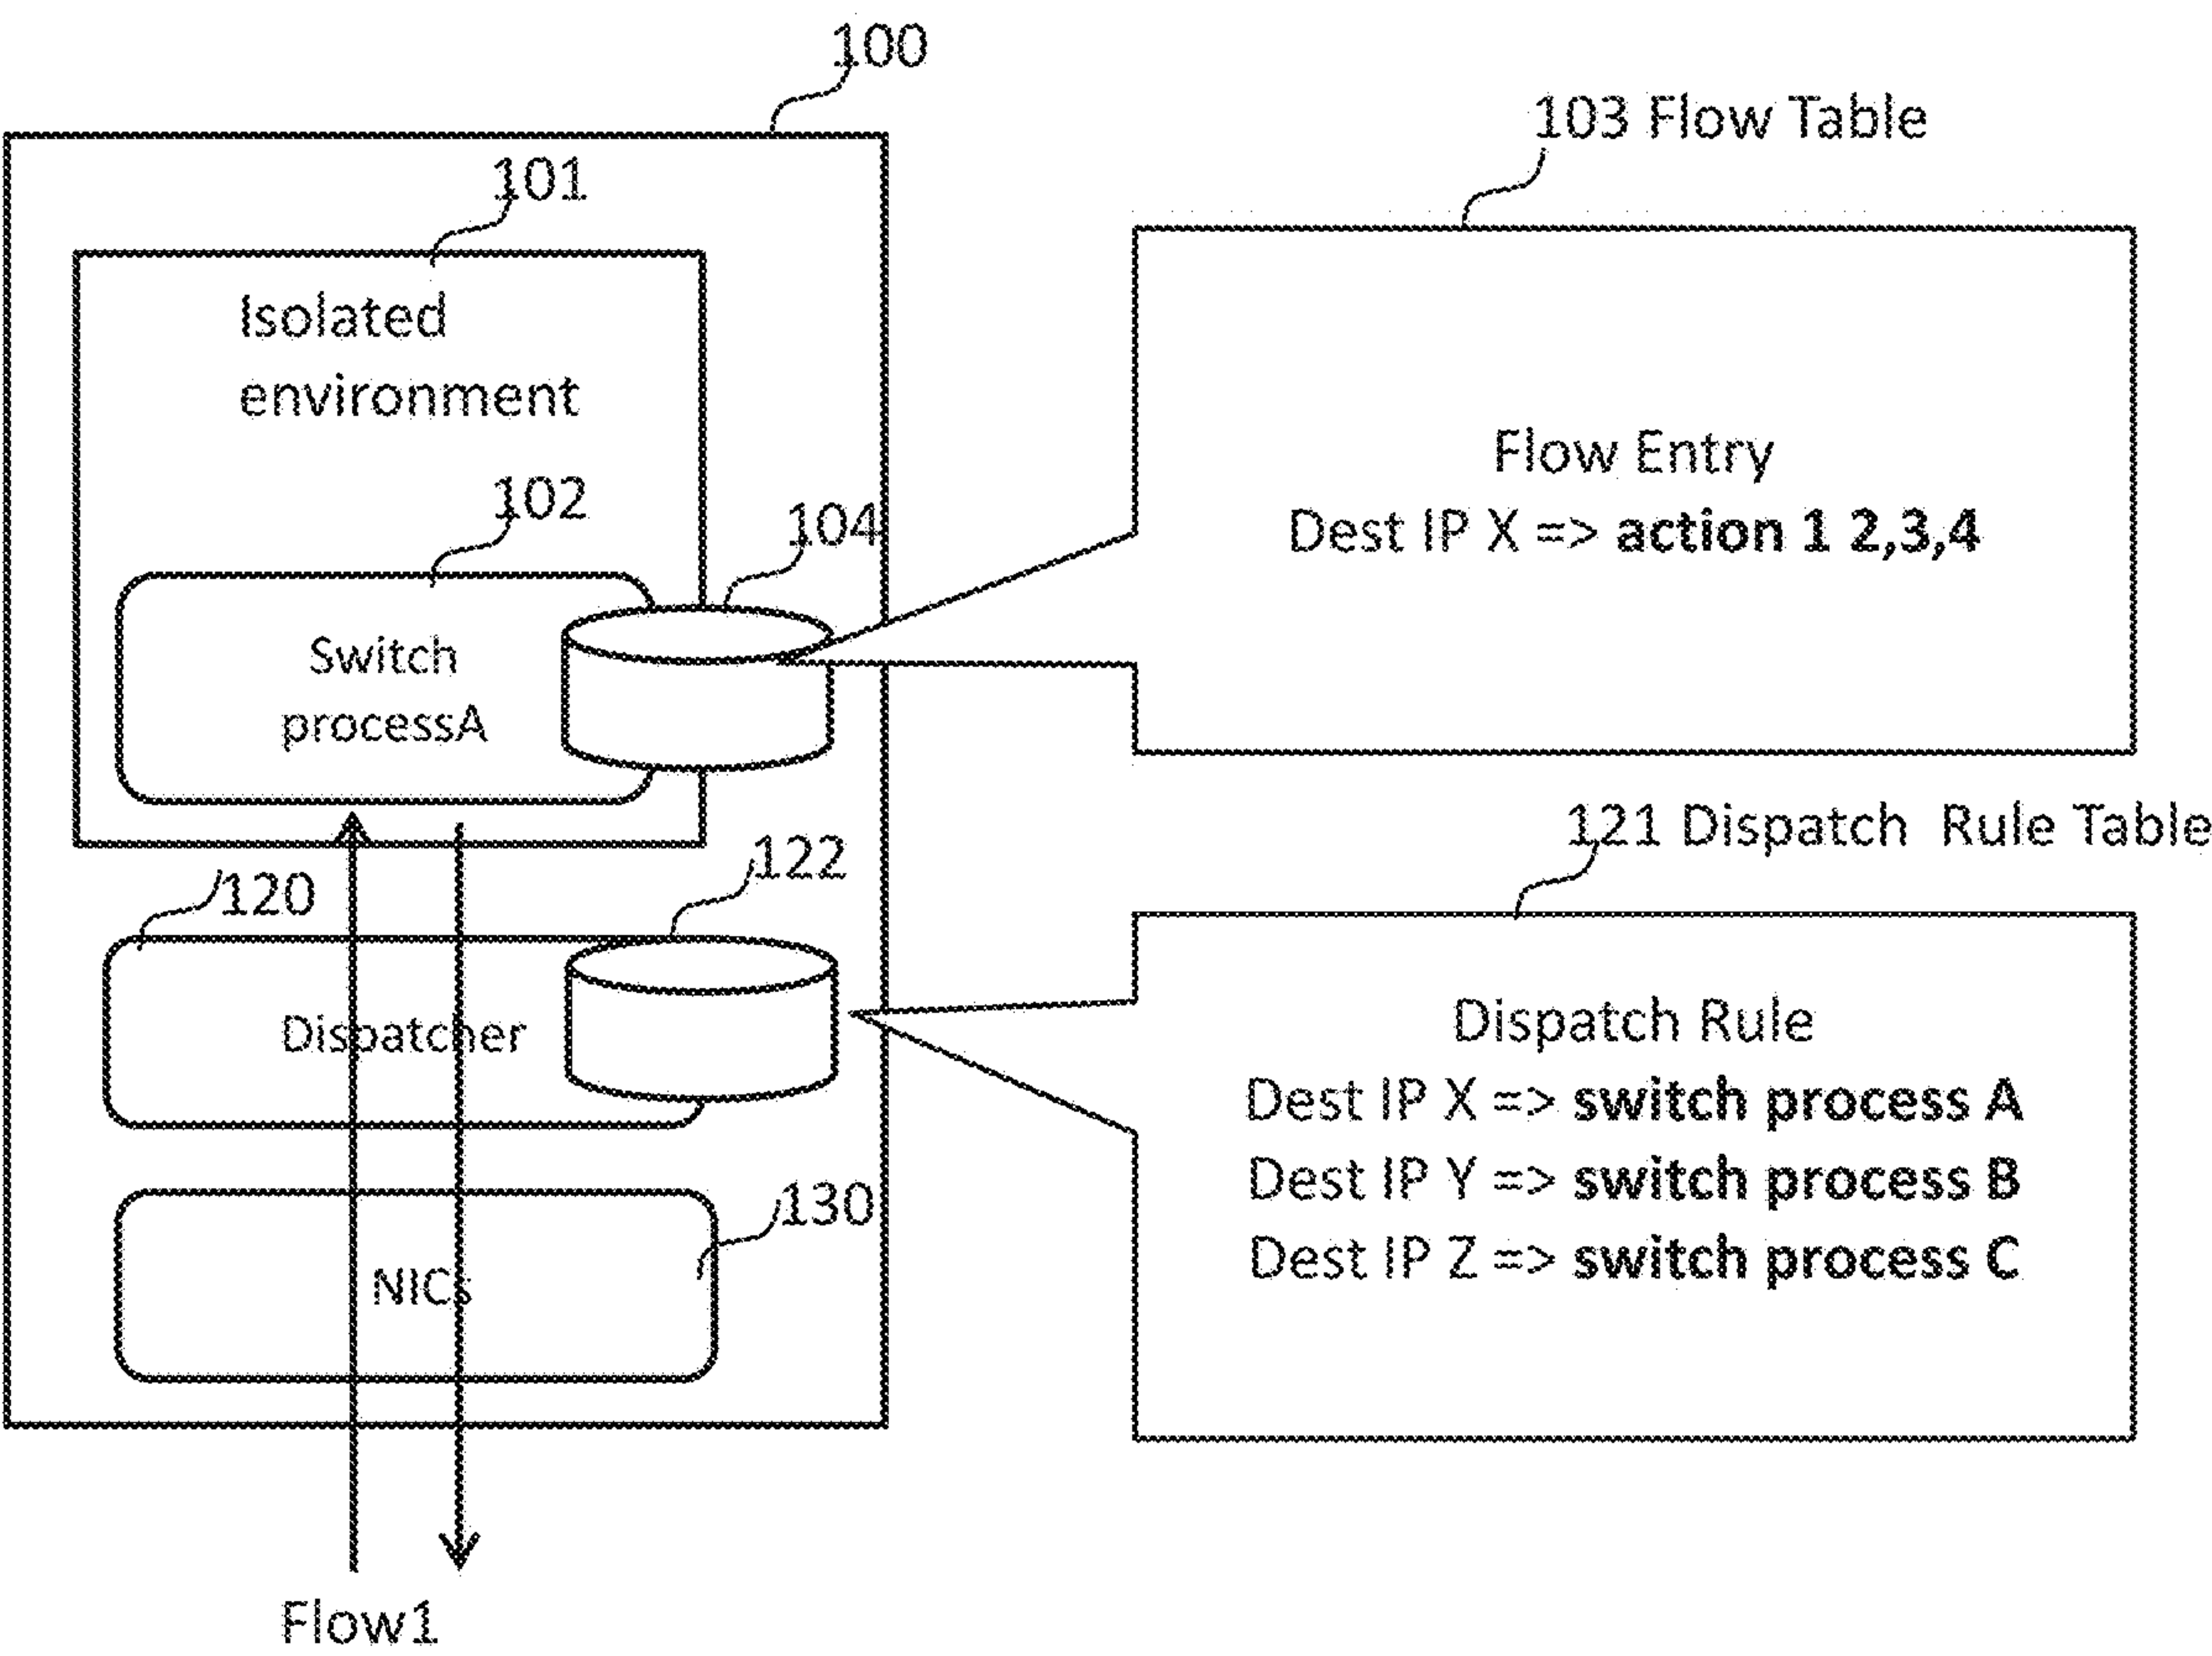 100
101
Isolated
environment
102
104
Switch
processA
120
122
Dispatcher
130
NICs
Flow1
103 Flow Table
Flow Entry
Dest IP X => action 1 2,3,4
121 Dispatch Rule Table
Dispatch Rule
Dest IP X => switch process A
Dest IP Y => switch process B
Dest IP Z => switch process C